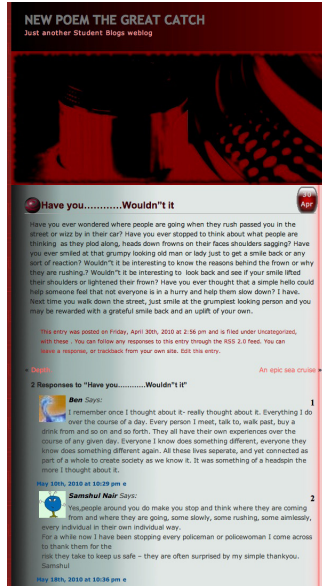 NEW POEM THE GREAT CATCH
Just another Student Blogs weblog
30
Apr
Have you…………Wouldn"t it
Have you ever wondered where people are going when they rush passed you in the
street or wizz by in their car? Have you ever stopped to think about what people are
thinking  as they plod along, heads down frowns on their faces shoulders sagging? Have
you ever smiled at that grumpy looking old man or lady just to get a smile back or any
sort of reaction? Wouldn"t it be interesting to know the reasons behind the frown or why
they are rushing.? Wouldn"t it be interesting to  look back and see if your smile lifted
their shoulders or lightened their frown? Have you ever thought that a simple hello could
help someone feel that not everyone is in a hurry and help them slow down? I have.
Next time you walk down the street, just smile at the grumpiest looking person and you
may be rewarded with a grateful smile back and an uplift of your own.
This entry was posted on Friday, April 30th, 2010 at 2:56 pm and is filed under Uncategorized,
with these . You can follow any responses to this entry through the RSS 2.0 feed. You can
leave a response, or trackback from your own site. Edit this entry.
« Depth
An epic sea cruise »
2 Responses to "Have you…………Wouldn"t it"
Ben Says:
1
I remember once I thought about it- really thought about it. Everything I do
over the course of a day. Every person I meet, talk to, walk past, buy a
drink from and so on and so forth. They all have their own experiences over the
course of any given day. Everyone I know does something different, everyone they
know does something different again. All these lives seperate, and yet connected as
part of a whole to create society as we know it. It was something of a headspin the
more I thought about it.
May 10th, 2010 at 10:29 pm e
Samshul Nair Says:
2
Yes,people around you do make you stop and think where they are coming
from and where they are going, some slowly, some rushing, some aimlessly,
every individual in their own individual way.
For a while now I have been stopping every policeman or policewoman I come across
to thank them for the
risk they take to keep us safe – they are often surprised by my simple thankyou.
Samshul
May 18th, 2010 at 10:36 pm e